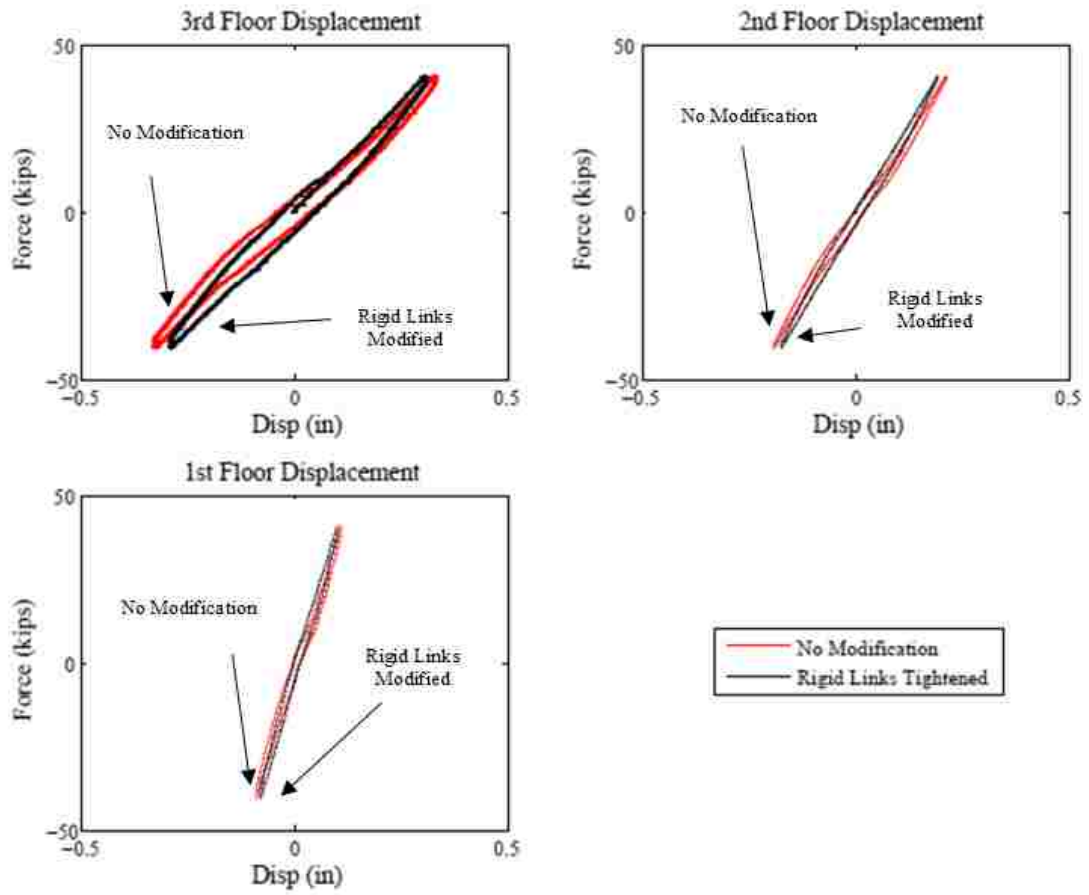 3rd Floor Displacement
50
0
−50
Force (kips)
No Modification
Rigid Links
Modified
−0.5
0
0.5
Disp (in)
2nd Floor Displacement
50
0
−50
Force (kips)
No Modification
Rigid Links
Modified
−0.5
0
0.5
Disp (in)
1st Floor Displacement
50
0
−50
Force (kips)
No Modification
Rigid Links
Modified
−0.5
0
0.5
Disp (in)
No Modification
Rigid Links Tightened